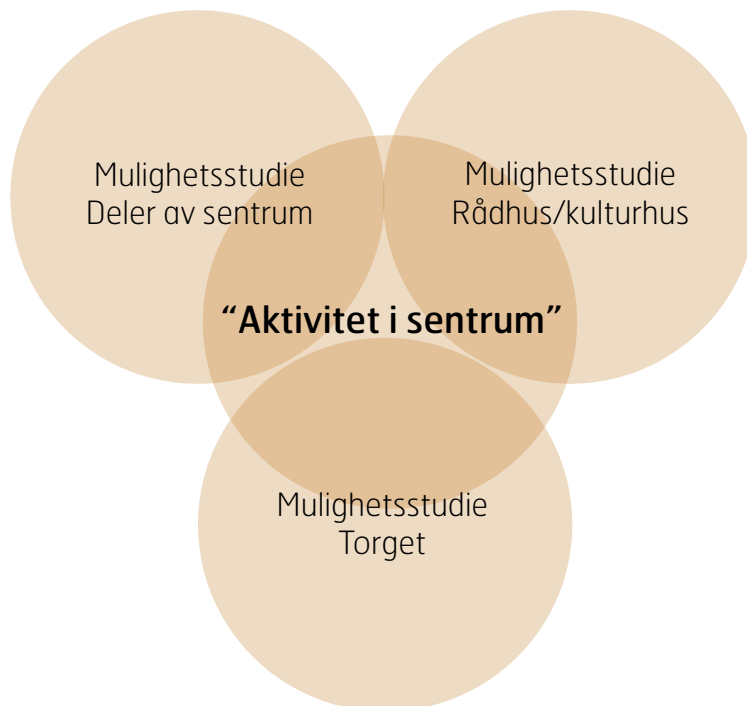 Mulighetsstudie
Deler av sentrum
Mulighetsstudie
Rådhus/kulturhus
“Aktivitet i sentrum”
Mulighetsstudie
Torget